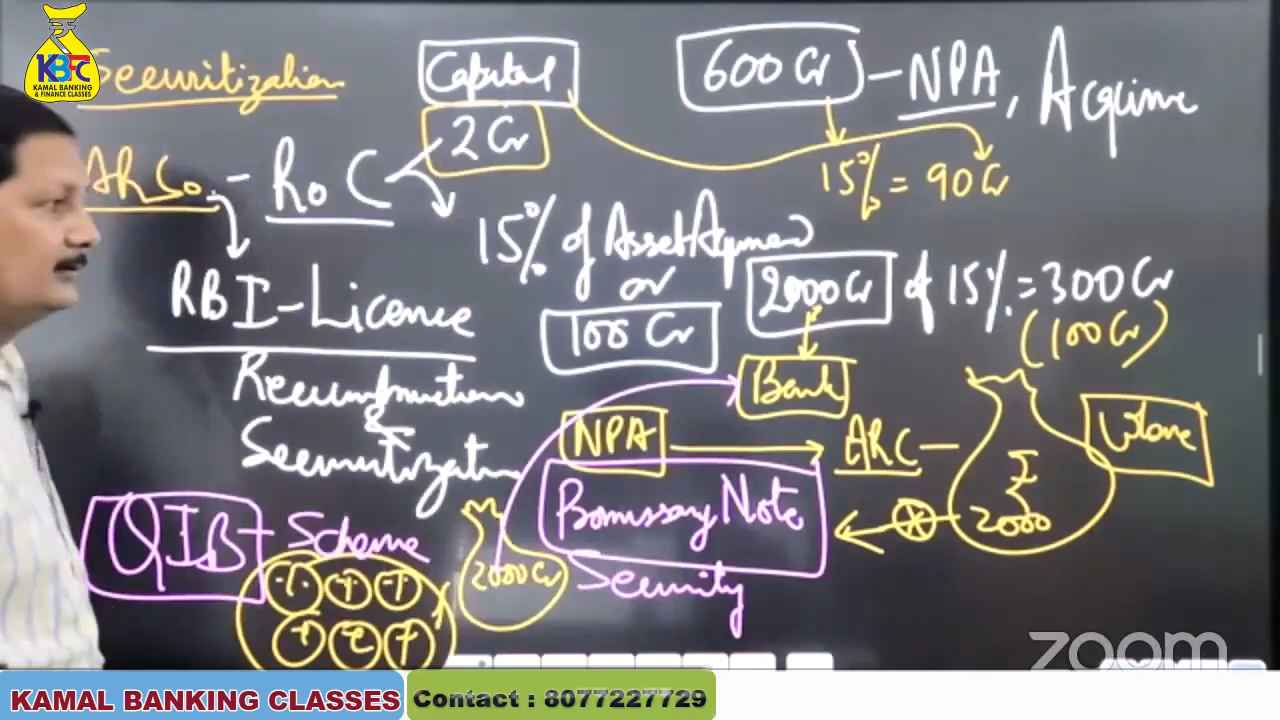 KBFC
KAMAL BANKING
& FINANCE CLASSES
Securitization
Capital
600 Cr - NPA, Acquire
2 Cr
15% = 90 Cr
ARCo - RoC
15% of Asset Acquired
or
100 Cr
2000 Cr of 15% = 300 Cr
(100 Cr)
RBI-Licence
Reconstruction
&
Securitization
Bank
NPA
ARC -
₹
2000
QIB - Scheme
2000 Cr
Security
Note
zoom
KAMAL BANKING CLASSES
Contact : 8077227729